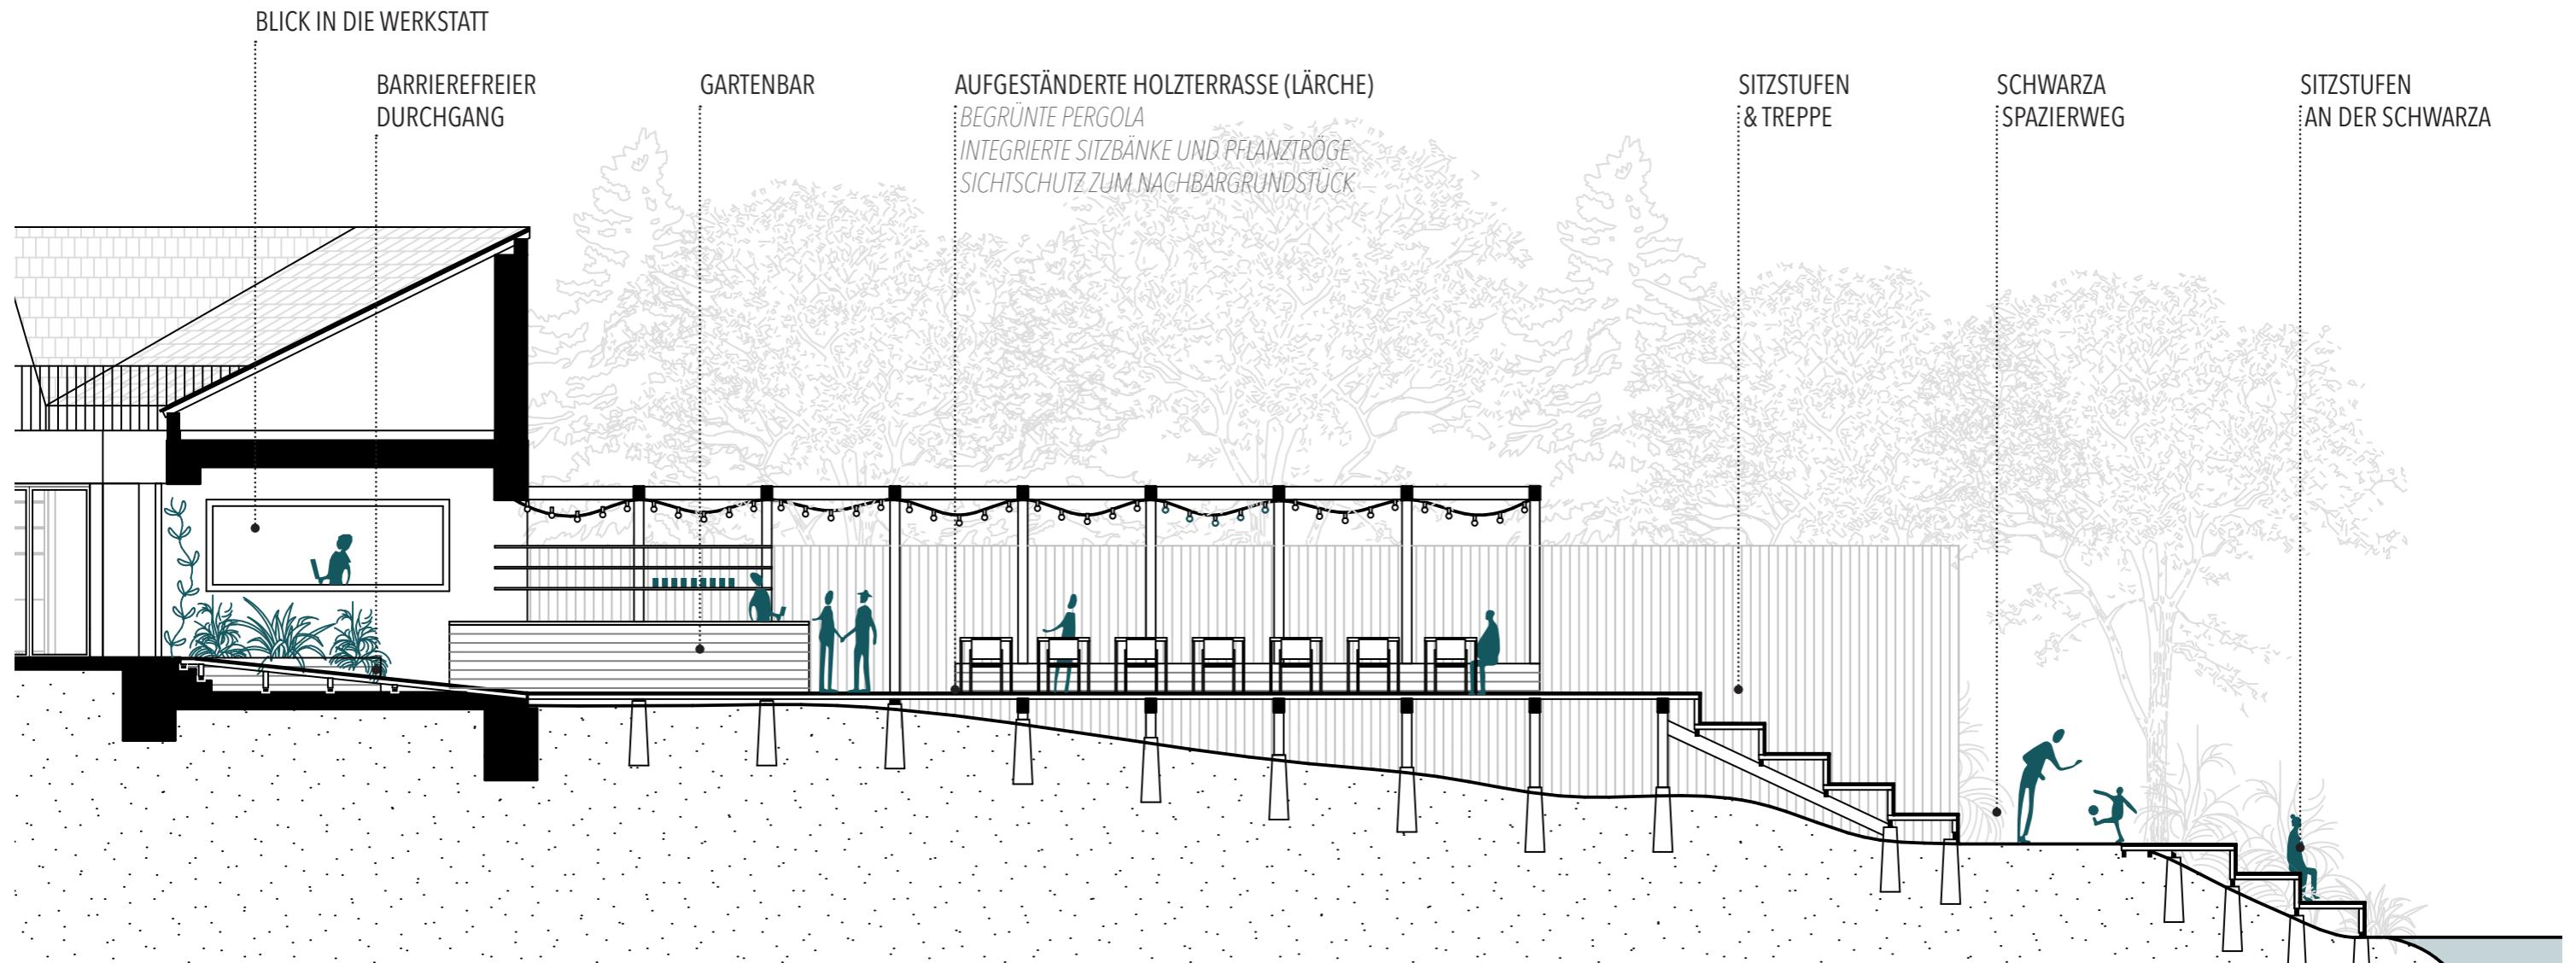 BLICK IN DIE WERKSTATT
BARRIEREFREIER
DURCHGANG
GARTENBAR
AUFGESTÄNDERTE HOLZTERRASSE (LÄRCHE)
BEGRÜNTE PERGOLA
INTEGRIERTE SITZBÄNKE UND PFLANZTRÖGE
SICHTSCHUTZ ZUM NACHBARGRUNDSTÜCK
SITZSTUFEN
& TREPPE
SCHWARZA
SPAZIERWEG
SITZSTUFEN
AN DER SCHWARZA